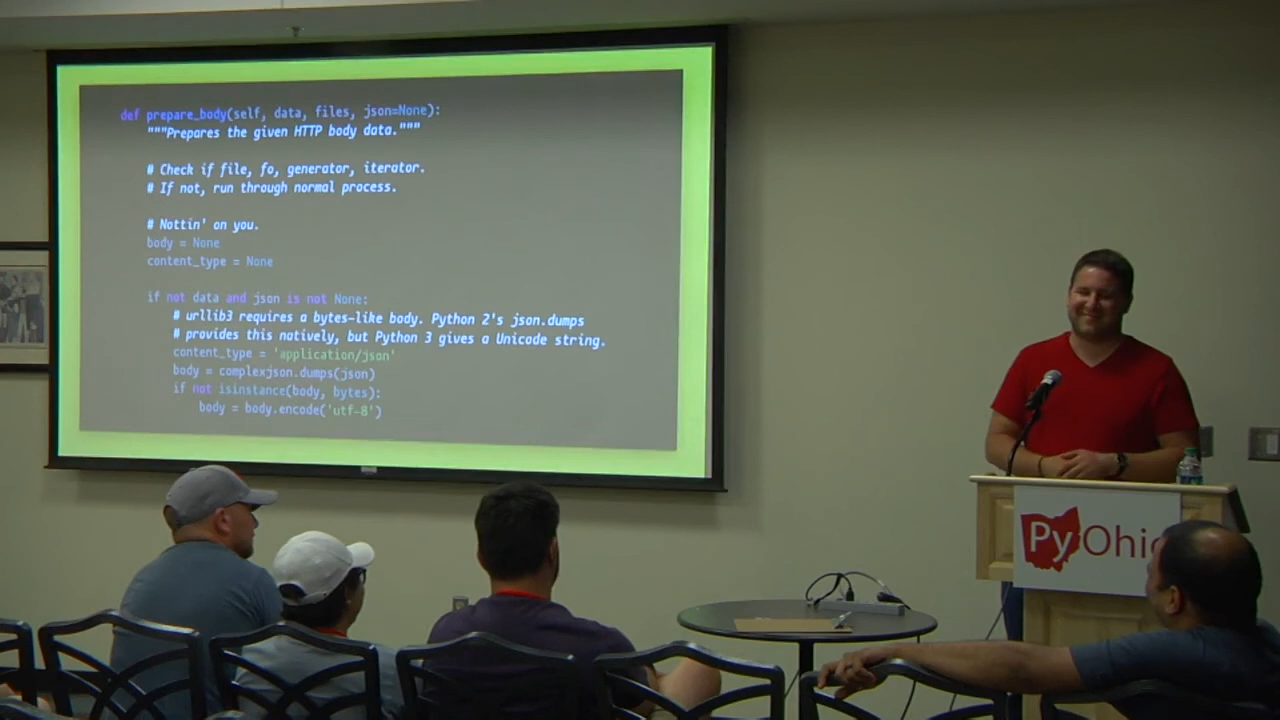 def prepare_body(self, data, files, json=None):
"""Prepares the given HTTP body data."""
# Check if file, fo, generator, iterator.
# If not, run through normal process.
# Nottin' on you.
body = None
content_type = None
if not data and json is not None:
# urllib3 requires a bytes-like body. Python 2's json.dumps
# provides this natively, but Python 3 gives a Unicode string.
content_type = 'application/json'
body = complexjson.dumps(json)
if not isinstance(body, bytes):
body = body.encode('utf-8')
PyOhio